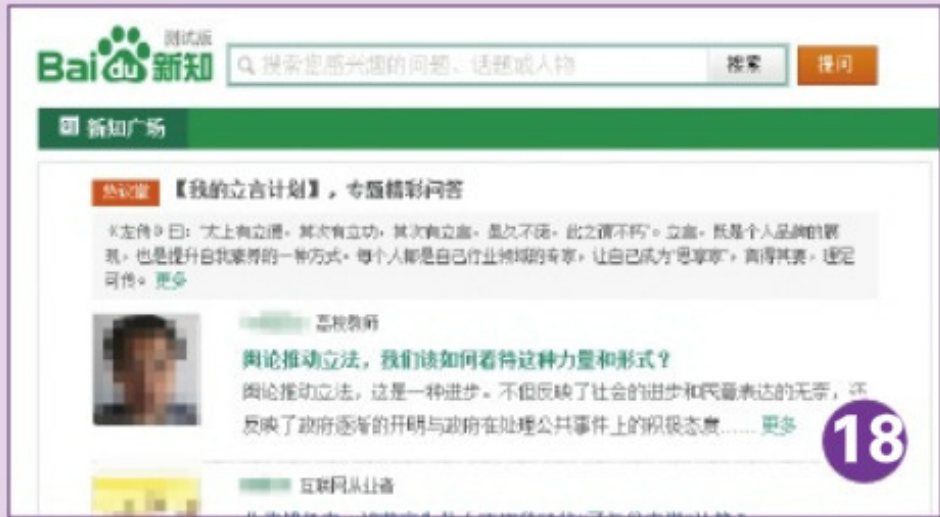 测试版
Baidu新知
搜索您感兴趣的问题、话题或人物
搜索
提问
新知广场
热议堂 【我的立言计划】，专题精彩问答
《左传》曰：“太上有立德，其次有立功，其次有立言，虽久不废，此之谓不朽”。立言，既是个人品牌的展
现，也是提升自我素养的一种方式。每个人都是自己行业领域的专家，让自己成为“思享家”，言得其要，理足
可传。 更多
高校教师
舆论推动立法，我们该如何看待这种力量和形式？
舆论推动立法，这是一种进步。不但反映了社会的进步和民意表达的无奈，还
反映了政府逐渐的开明与政府在处理公共事件上的积极态度…… 更多
18
互联网从业者